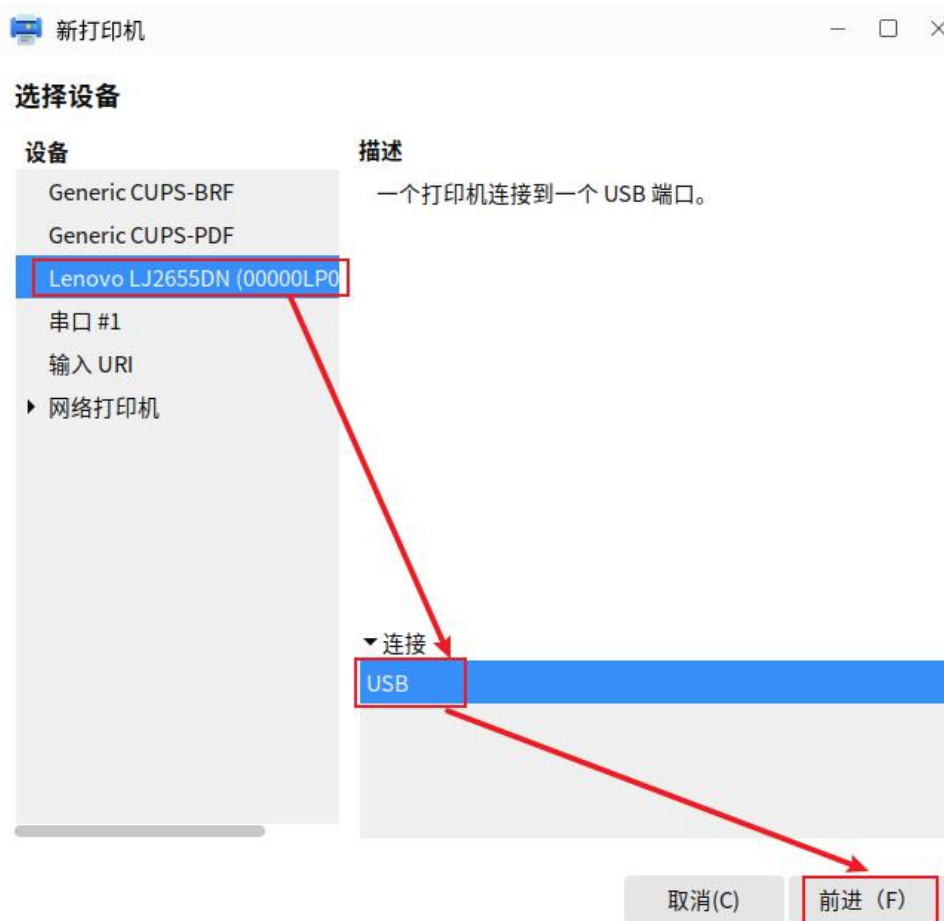 新打印机
选择设备
设备
Generic CUPS-BRF
Generic CUPS-PDF
Lenovo LJ2655DN (00000LP0
串口 #1
输入 URI
网络打印机
描述
一个打印机连接到一个 USB 端口。
连接
USB
取消(C)
前进（F）